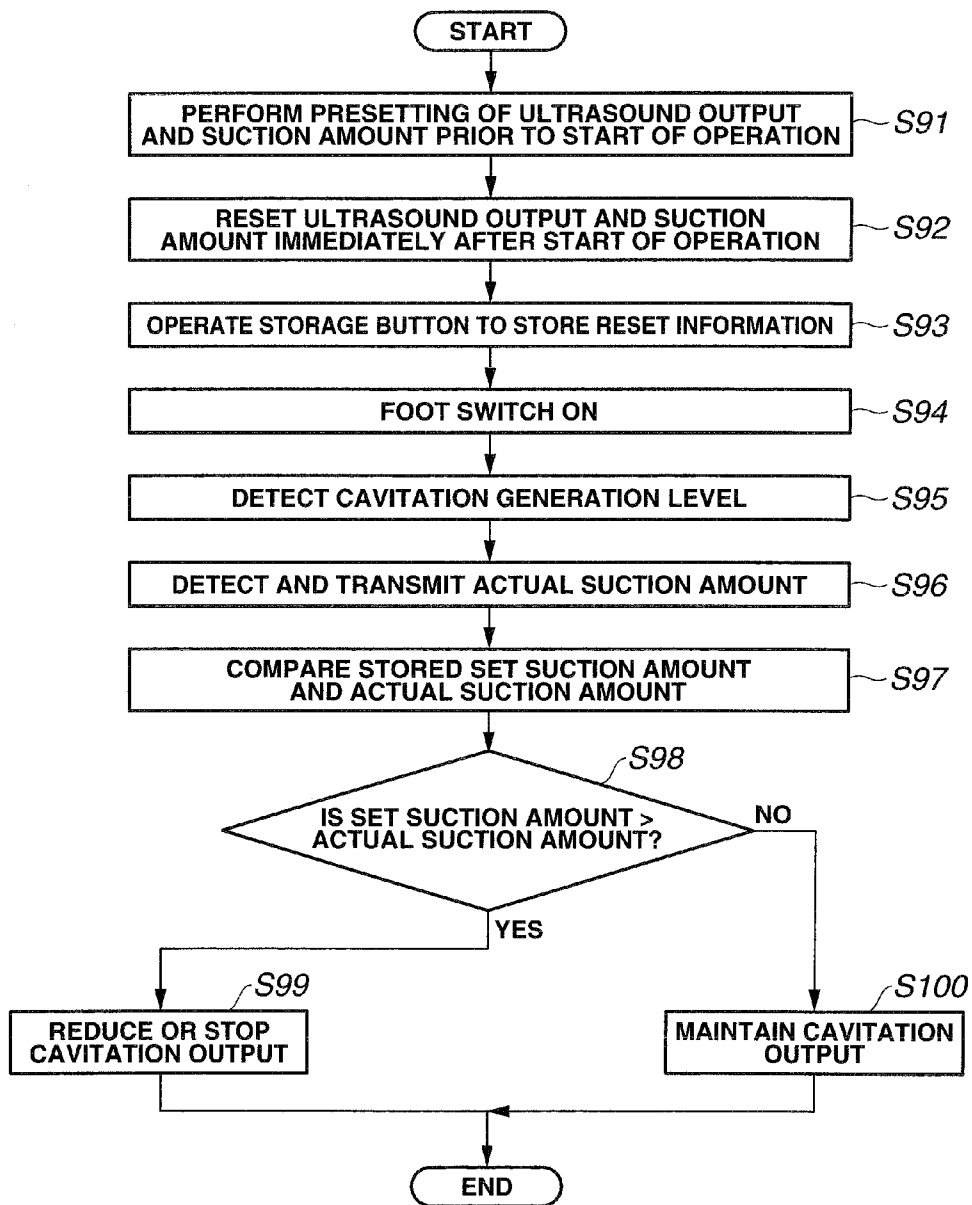 START
PERFORM PRESETTING OF ULTRASOUND OUTPUT
AND SUCTION AMOUNT PRIOR TO START OF OPERATION
S91
RESET ULTRASOUND OUTPUT AND SUCTION
AMOUNT IMMEDIATELY AFTER START OF OPERATION
S92
OPERATE STORAGE BUTTON TO STORE RESET INFORMATION
S93
FOOT SWITCH ON
S94
DETECT CAVITATION GENERATION LEVEL
S95
DETECT AND TRANSMIT ACTUAL SUCTION AMOUNT
S96
COMPARE STORED SET SUCTION AMOUNT
AND ACTUAL SUCTION AMOUNT
S97
S98
IS SET SUCTION AMOUNT >
ACTUAL SUCTION AMOUNT?
NO
YES
S99
REDUCE OR STOP
CAVITATION OUTPUT
S100
MAINTAIN CAVITATION
OUTPUT
END